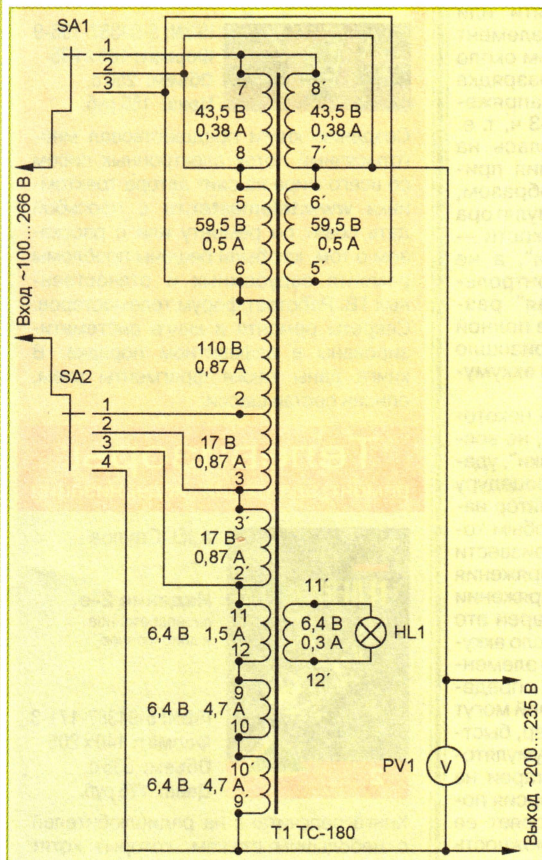 SA1
1
2
3
7
8'
43,5 В
0,38 А
43,5 В
0,38 А
8
7'
5
6'
59,5 В
0,5 А
59,5 В
0,5 А
6
5'
Вход ~100... 266 В
1
110 В
0,87 А
SA2
1
2
3
4
2
17 В
0,87 А
3
3'
17 В
0,87 А
2'
11
6,4 В
1,5 А
12
11'
6,4 В
0,3 А
12'
HL1
9
6,4 В
4,7 А
10
10'
6,4 В
4,7 А
9'
PV1
V
Выход ~200 ... 235 В
Т1 ТС-180